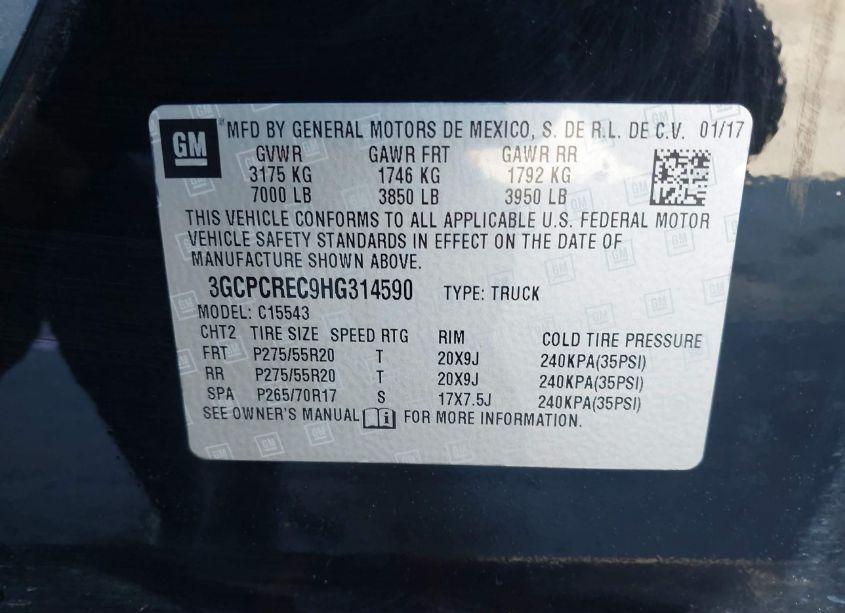 GM MFD BY GENERAL MOTORS DE MEXICO, S. DE R.L. DE C.V. 01/17
GVWR GAWR FRT GAWR RR
3175 KG 1746 KG 1792 KG
7000 LB 3850 LB 3950 LB
THIS VEHICLE CONFORMS TO ALL APPLICABLE U.S. FEDERAL MOTOR
VEHICLE SAFETY STANDARDS IN EFFECT ON THE DATE OF
MANUFACTURE SHOWN ABOVE.
3GCPCREC9HG314590 TYPE: TRUCK
MODEL: C15543
CHT2 TIRE SIZE SPEED RTG RIM COLD TIRE PRESSURE
FRT P275/55R20 T 20X9J 240KPA(35PSI)
RR P275/55R20 T 20X9J 240KPA(35PSI)
SPA P265/70R17 S 17X7.5J 240KPA(35PSI)
SEE OWNER'S MANUAL FOR MORE INFORMATION.